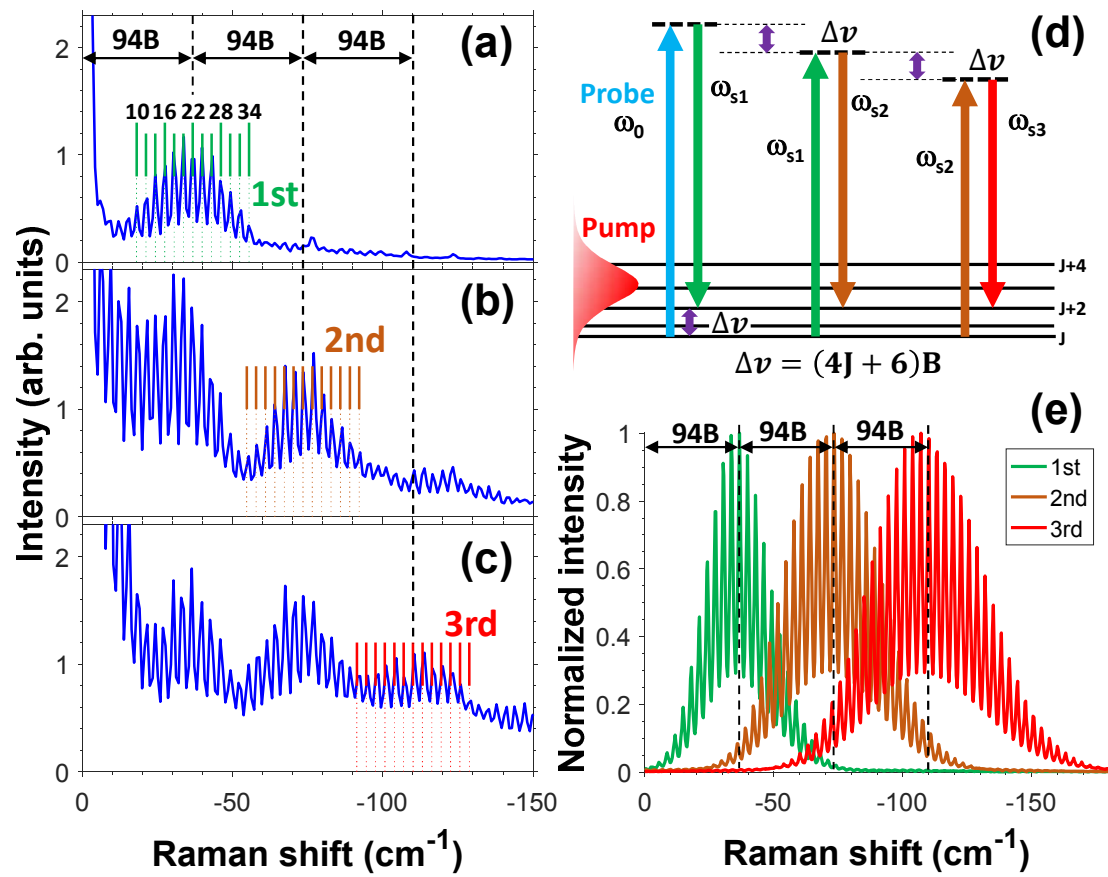 Intensity (arb. units)
(a)
94B 94B 94B
10 16 22 28 34
1st
2
1
0
(b)
2nd
2
1
0
(c)
3rd
2
1
0
0 -50 -100 -150
Raman shift (cm-1)
(d)
Δν Δν
Probe
ω0
ωs1
ωs1
ωs2
ωs2
ωs3
Pump
J+4
J+2
J
Δν
Δν = (4J + 6)B
(e)
Normalized intensity
94B 94B 94B
1st
2nd
3rd
1
0.8
0.6
0.4
0.2
0
0 -50 -100 -150
Raman shift (cm-1)